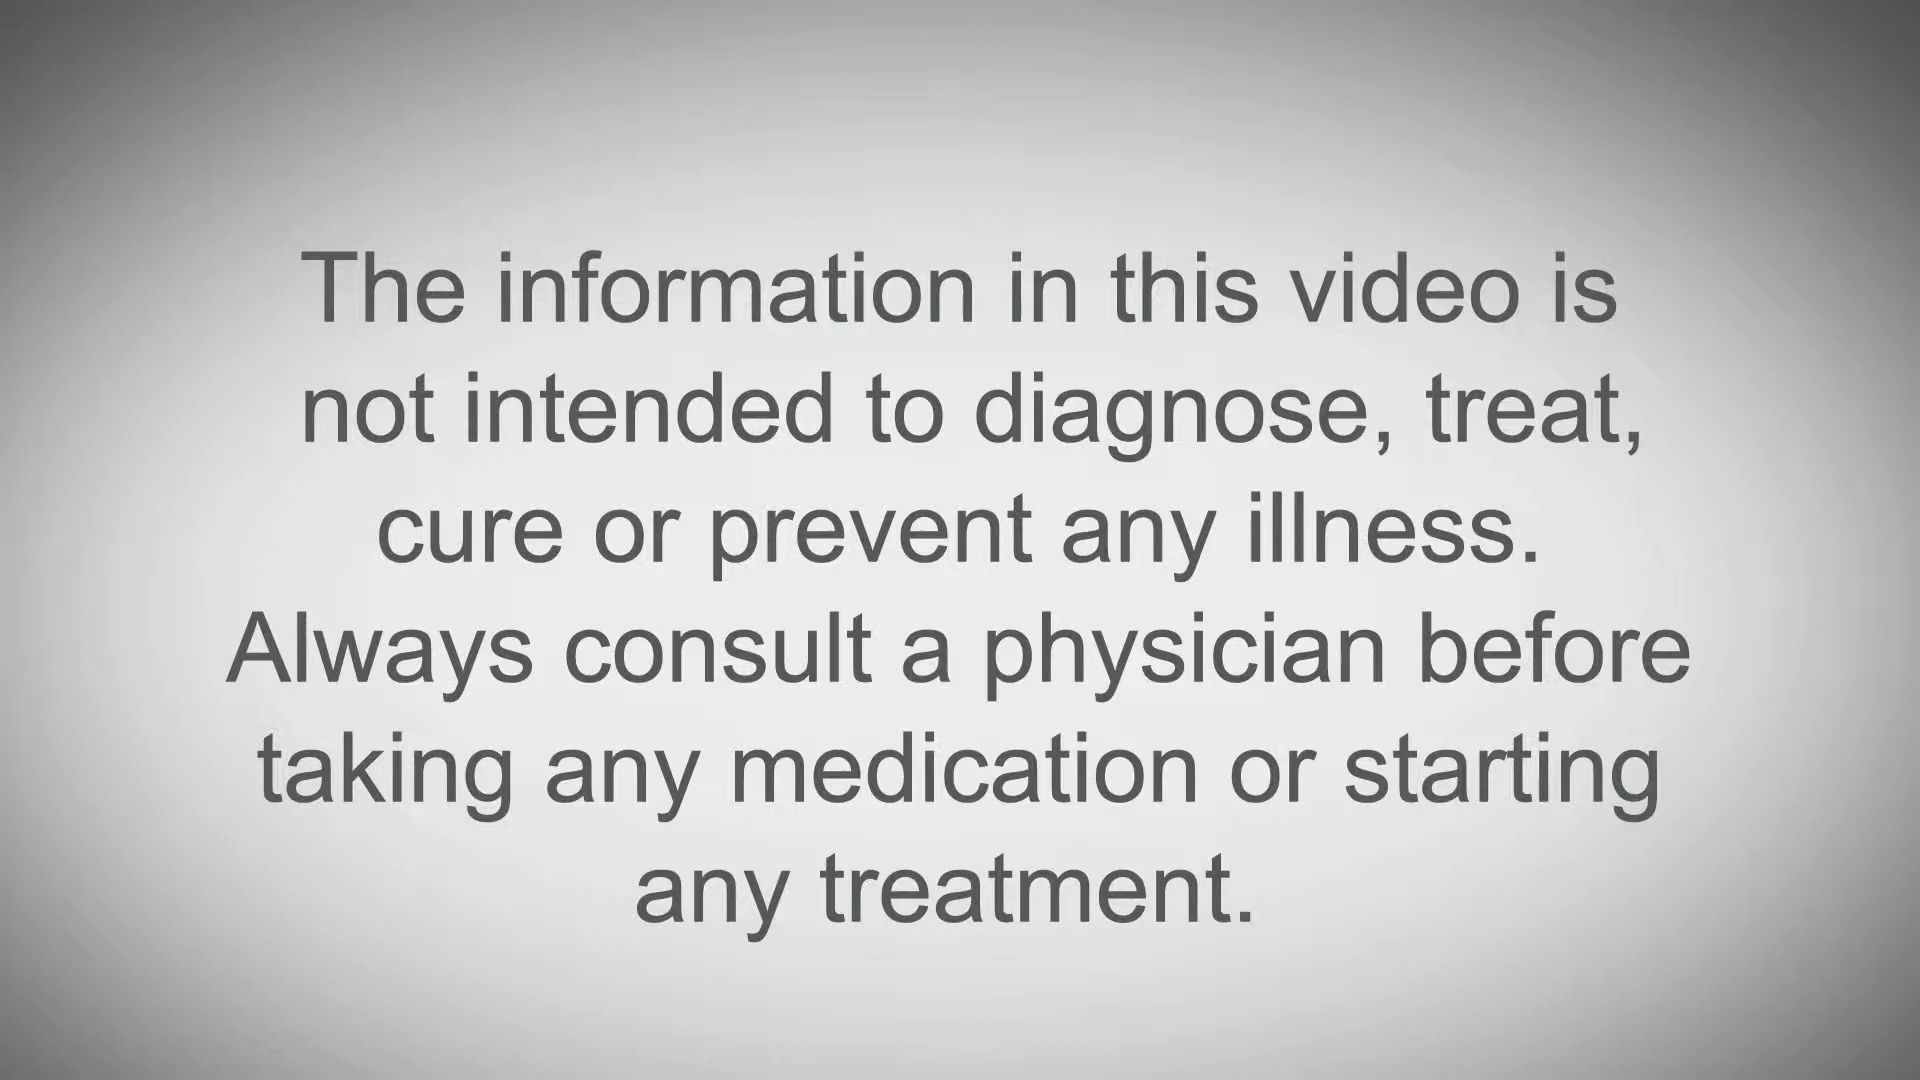 The information in this video is
not intended to diagnose, treat,
cure or prevent any illness.
Always consult a physician before
taking any medication or starting
any treatment.